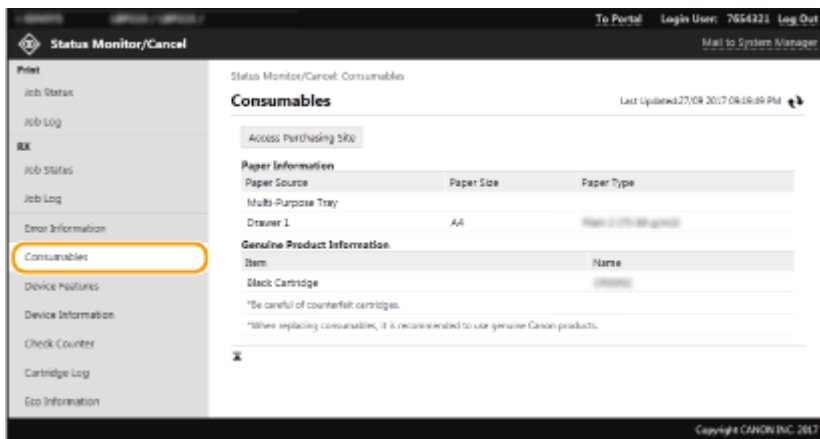 To Portal Login User: 7654321 Log Out
Status Monitor/Cancel
Mail to System Manager
Print
Job Status
Job Log
RX
Job Status
Job Log
Error Information
Consumables
Device Features
Device Information
Check Counter
Cartridge Log
Eco Information
Status Monitor/Cancel: Consumables
Consumables
Last Updated:27/09 2017 09:49:49 PM
Access Purchasing Site
Paper Information
Paper Source Paper Size Paper Type
Multi-Purpose Tray
Drawer 1 A4
Genuine Product Information
Item Name
Black Cartridge
*Be careful of counterfeit cartridges.
*When replacing consumables, it is recommended to use genuine Canon products.
Copyright CANON INC. 2017